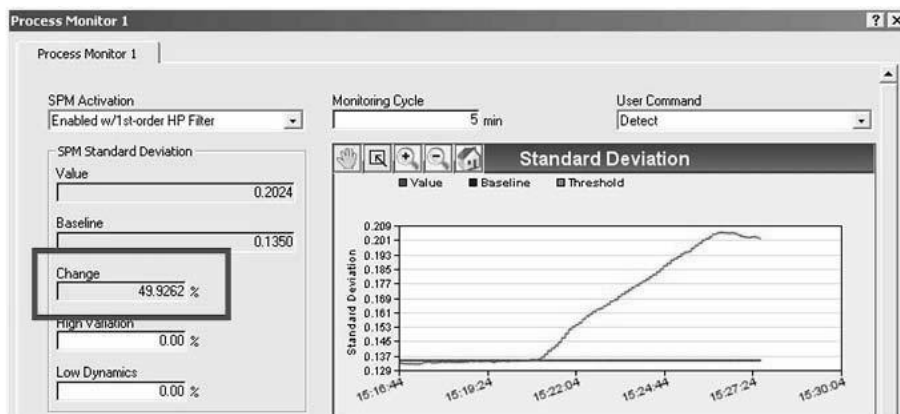 Process Monitor 1
Process Monitor 1
SPM Activation
Enabled w/1st-order HP Filter
Monitoring Cycle
5 min
User Command
Detect
SPM Standard Deviation
Value
0.2024
Baseline
0.1350
Change
49.9262 %
High Variation
0.00 %
Low Dynamics
0.00 %
Standard Deviation
Value Baseline Threshold
Standard Deviation
0.209
0.201
0.193
0.185
0.177
0.169
0.161
0.153
0.145
0.137
0.129
15:16:44 15:19:24 15:22:04 15:24:44 15:27:24 15:30:04